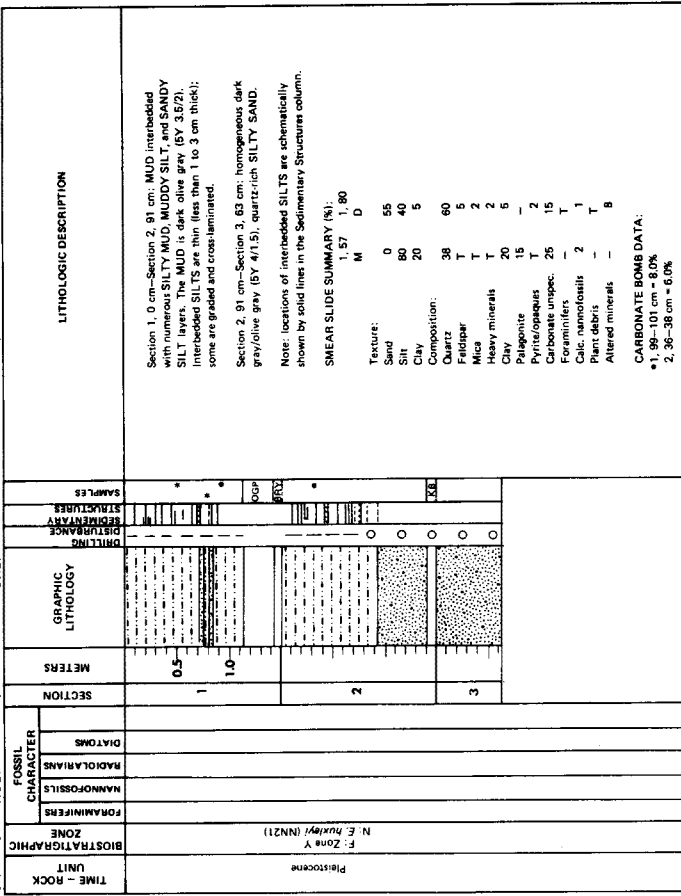 TIME – ROCK UNIT
BIOSTRATIGRAPHIC ZONE
FOSSIL CHARACTER
FORAMINIFERS
NANNOFOSSILS
RADIOLARIANS
DIATOMS
SECTION
METERS
GRAPHIC LITHOLOGY
DRILLING DISTURBANCE
SEDIMENTARY STRUCTURES
SAMPLES
LITHOLOGIC DESCRIPTION
Pleistocene
F: Zone Y
N: E. huxleyi (NN21)
1
2
3
0.5
1.0
OGP
BRY
KB
Section 1, 0 cm–Section 2, 91 cm: MUD interbedded
with numerous SILTY MUD, MUDDY SILT, and SANDY
SILT layers. The MUD is dark olive gray (5Y 3.5/2).
Interbedded SILTS are thin (less than 1 to 3 cm thick);
some are graded and cross-laminated.
Section 2, 91 cm–Section 3, 63 cm: homogeneous dark
gray/olive gray (5Y 4/1.5), quartz-rich SILTY SAND.
Note: locations of interbedded SILTS are schematically
shown by solid lines in the Sedimentary Structures column.
SMEAR SLIDE SUMMARY (%):
1, 57 1, 80
M D
Texture:
Sand 0 55
Silt 80 40
Clay 20 5
Composition:
Quartz 38 60
Feldspar T 5
Mica T 2
Heavy minerals T 2
Clay 20 5
Palagonite 15 –
Pyrite/opaques T 2
Carbonate unspec. 25 15
Foraminifers – T
Calc. nannofossils 2 1
Plant debris – T
Altered minerals – 8
CARBONATE BOMB DATA:
*1, 99–101 cm = 8.0%
2, 36–38 cm = 6.0%